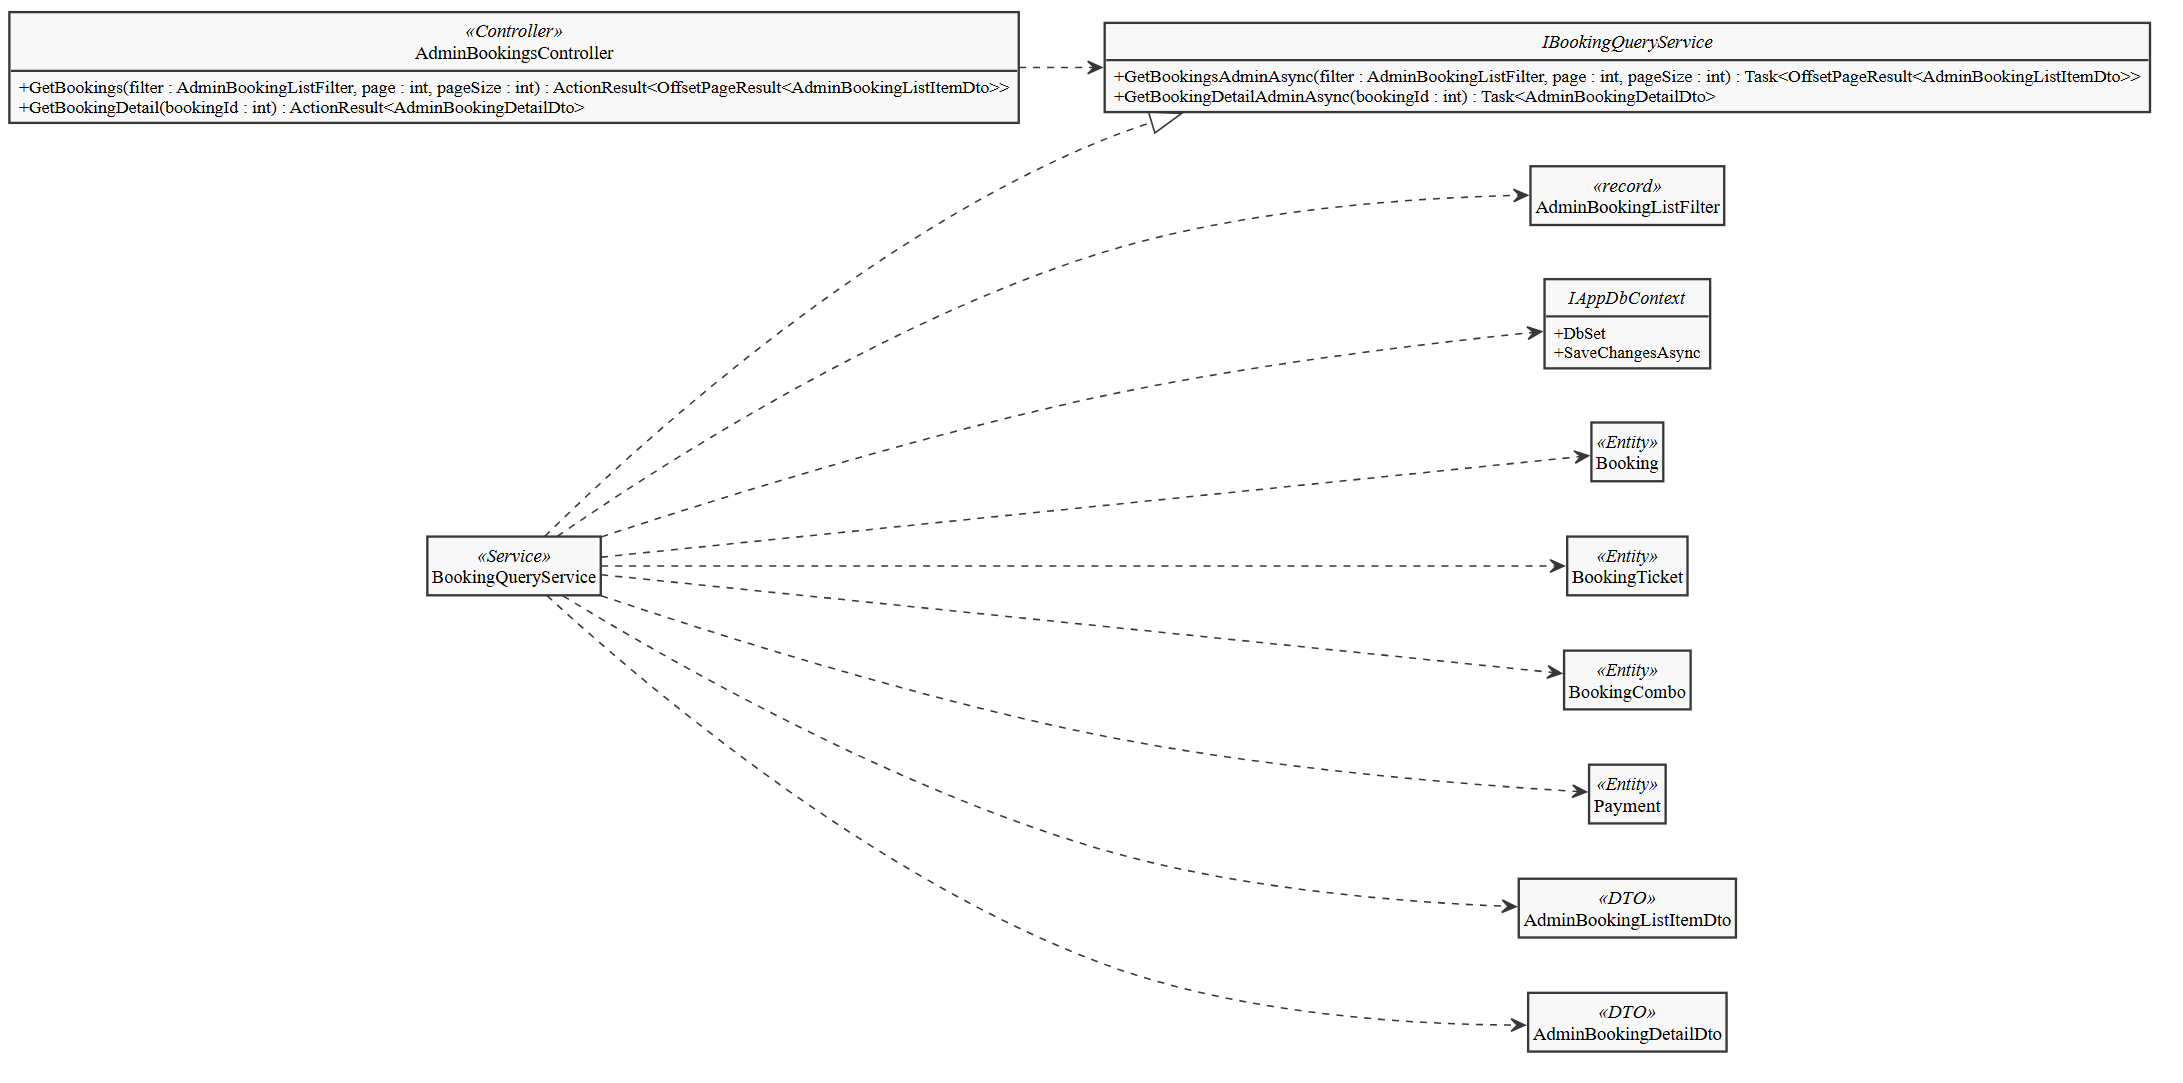 «Controller»
AdminBookingsController
+GetBookings(filter : AdminBookingListFilter, page : int, pageSize : int) : ActionResult<OffsetPageResult<AdminBookingListItemDto>>
+GetBookingDetail(bookingId : int) : ActionResult<AdminBookingDetailDto>
IBookingQueryService
+GetBookingsAdminAsync(filter : AdminBookingListFilter, page : int, pageSize : int) : Task<OffsetPageResult<AdminBookingListItemDto>>
+GetBookingDetailAdminAsync(bookingId : int) : Task<AdminBookingDetailDto>
«record»
AdminBookingListFilter
IAppDbContext
+DbSet
+SaveChangesAsync
«Entity»
Booking
«Service»
BookingQueryService
«Entity»
BookingTicket
«Entity»
BookingCombo
«Entity»
Payment
«DTO»
AdminBookingListItemDto
«DTO»
AdminBookingDetailDto